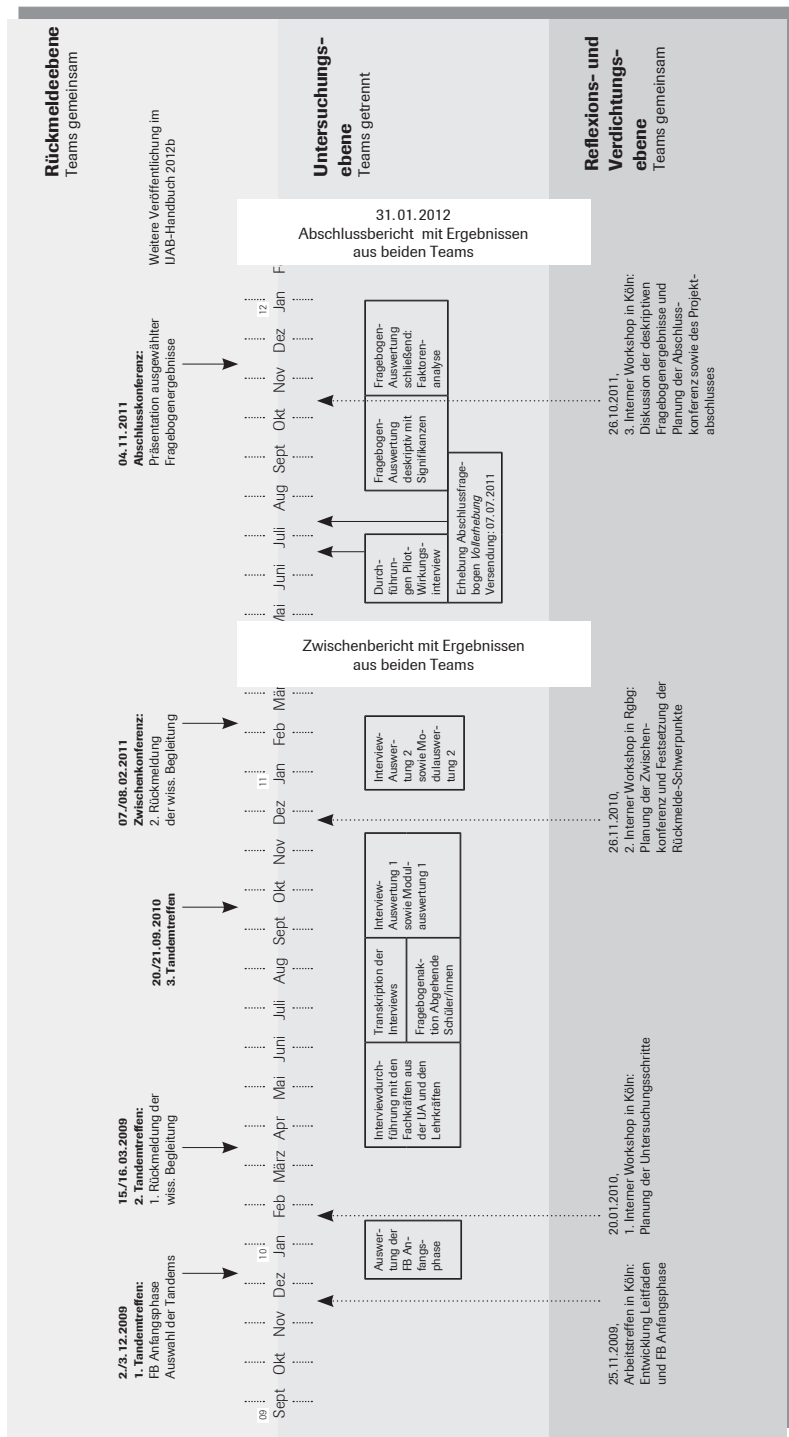 Rückmeldeebene
Teams gemeinsam
2./3.12.2009
1. Tandemtreffen:
FB Anfangsphase
Auswahl der Tandems
15./16.03.2009
2. Tandemtreffen:
1. Rückmeldung der
wiss. Begleitung
20./21.09.2010
3. Tandemtreffen
07./08.02.2011
Zwischenkonferenz:
2. Rückmeldung
der wiss. Begleitung
04.11.2011
Abschlusskonferenz:
Präsentation ausgewählter
Fragebogenergebnisse
Weitere Veröffentlichung im
IJAB-Handbuch 2012b
09 10 11 12
Sept Okt Nov Dez Jan Feb März Apr Mai Juni Juli Aug Sept Okt Nov Dez Jan Feb Mär Mai Juni Juli Aug Sept Okt Nov Dez Jan
Zwischenbericht mit Ergebnissen
aus beiden Teams
31.01.2012
Abschlussbericht mit Ergebnissen
aus beiden Teams
Untersuchungs-
ebene
Teams getrennt
Auswer-
tung der
FB An-
fangs-
phase
Interviewdurch-
führung mit den
Fachkräften aus
der IJA und den
Lehrkräften
Transkription der
Interviews
Fragebogenak-
tion Abgehende
Schüler/innen
Interview-
Auswertung 1
sowie Modul-
auswertung 1
Interview-
Auswer-
tung 2
sowie Mo-
dulauswer-
tung 2
Durch-
führun-
gen Pilot-
Wirkungs-
interview
Erhebung Abschlussfrage-
bogen Vollerhebung
Versendung: 07.07.2011
Fragebogen-
Auswertung
deskriptiv mit
Signifikanzen
Fragebogen-
Auswertung
schließend:
Faktoren-
analyse
Reflexions- und
Verdichtungs-
ebene
Teams gemeinsam
25.11.2009,
Arbeitstreffen in Köln:
Entwicklung Leitfaden
und FB Anfangsphase
20.01.2010,
1. Interner Workshop in Köln:
Planung der Untersuchungsschritte
26.11.2010,
2. Interner Workshop in Rgbg:
Planung der Zwischen-
konferenz und Festsetzung der
Rückmelde-Schwerpunkte
26.10.2011,
3. Interner Workshop in Köln:
Diskussion der deskriptiven
Fragebogenergebnisse und
Planung der Abschluss-
konferenz sowie des Projekt-
abschlusses